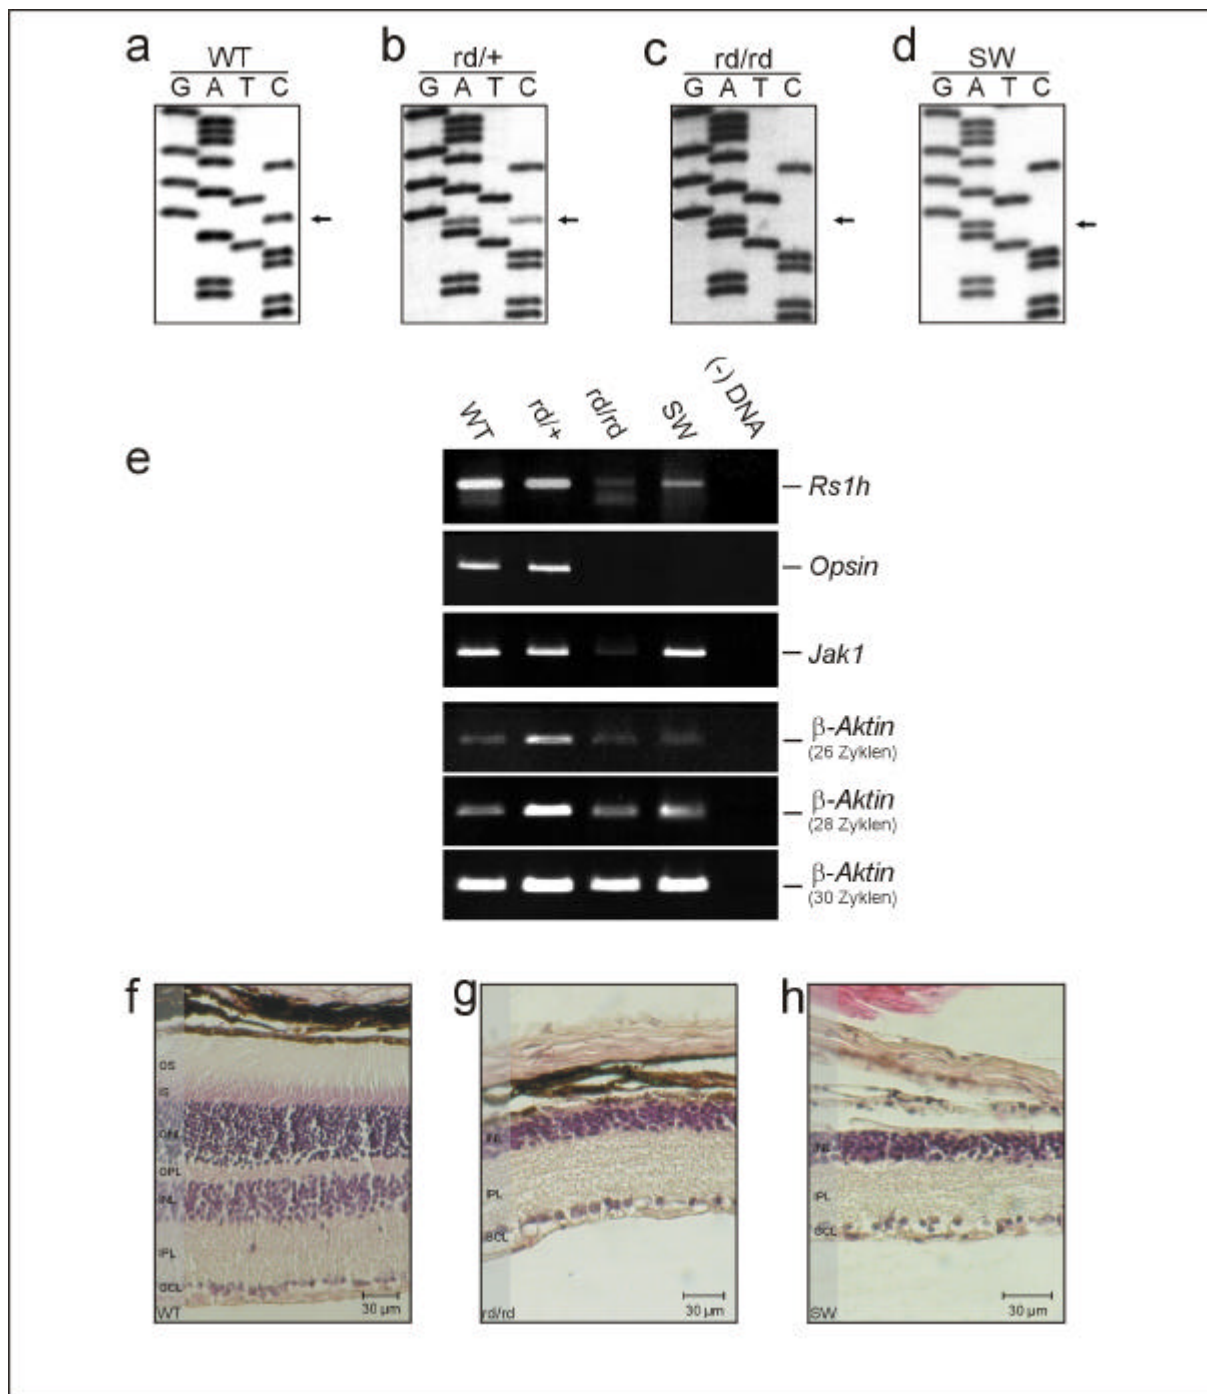 a
WT
G A T C
b
rd/+
G A T C
c
rd/rd
G A T C
d
SW
G A T C
e
WT rd/+ rd/rd SW (-) DNA
Rs1h
Opsin
Jak1
β-Aktin
(26 Zyklen)
β-Aktin
(28 Zyklen)
β-Aktin
(30 Zyklen)
f
OS
IS
ONL
OPL
INL
IPL
GCL
WT
30 µm
g
INL
IPL
GCL
rd/rd
30 µm
h
INL
IPL
GCL
SW
30 µm